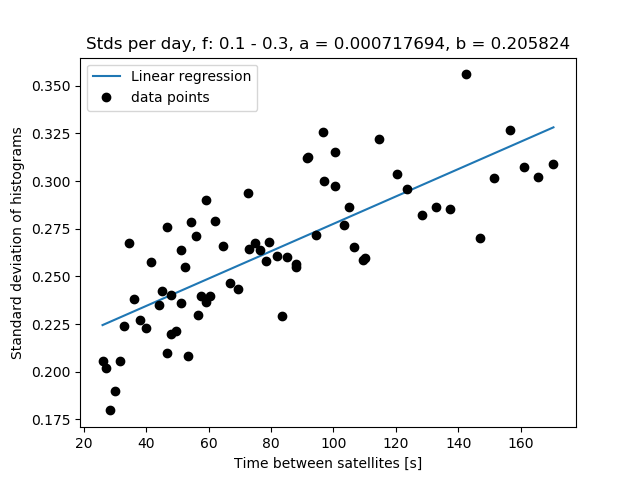 Stds per day, f: 0.1 - 0.3, a = 0.000717694, b = 0.205824
Linear regression
data points
0.350
0.325
0.300
0.275
0.250
0.225
0.200
0.175
Standard deviation of histograms
20 40 60 80 100 120 140 160
Time between satellites [s]